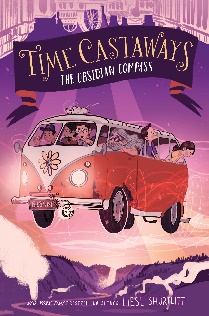 TIME CASTAWAYS
THE OBSIDIAN COMPASS
LIESL SHURTLIFF